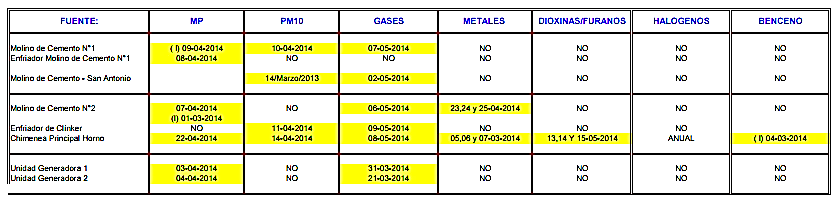 FUENTE: MP PM10 GASES METALES DIOXINAS/FURANOS HALOGENOS BENCENO
Molino de Cemento N°1 ( I) 09-04-2014 10-04-2014 07-05-2014 NO NO NO NO
Enfriador Molino de Cemento N°1 08-04-2014 NO NO NO NO NO NO
Molino de Cemento - San Antonio 14/Marzo/2013 02-05-2014 NO NO NO NO
Molino de Cemento N°2 07-04-2014 NO 06-05-2014 23,24 y 25-04-2014 NO NO NO
(I) 01-03-2014
Enfriador de Clinker NO 11-04-2014 09-05-2014 NO NO NO
Chimenea Principal Horno 22-04-2014 14-04-2014 08-05-2014 05,06 y 07-03-2014 13,14 Y 15-05-2014 ANUAL ( I) 04-03-2014
Unidad Generadora 1 03-04-2014 NO 31-03-2014 NO NO NO NO
Unidad Generadora 2 04-04-2014 NO 21-03-2014 NO NO NO NO